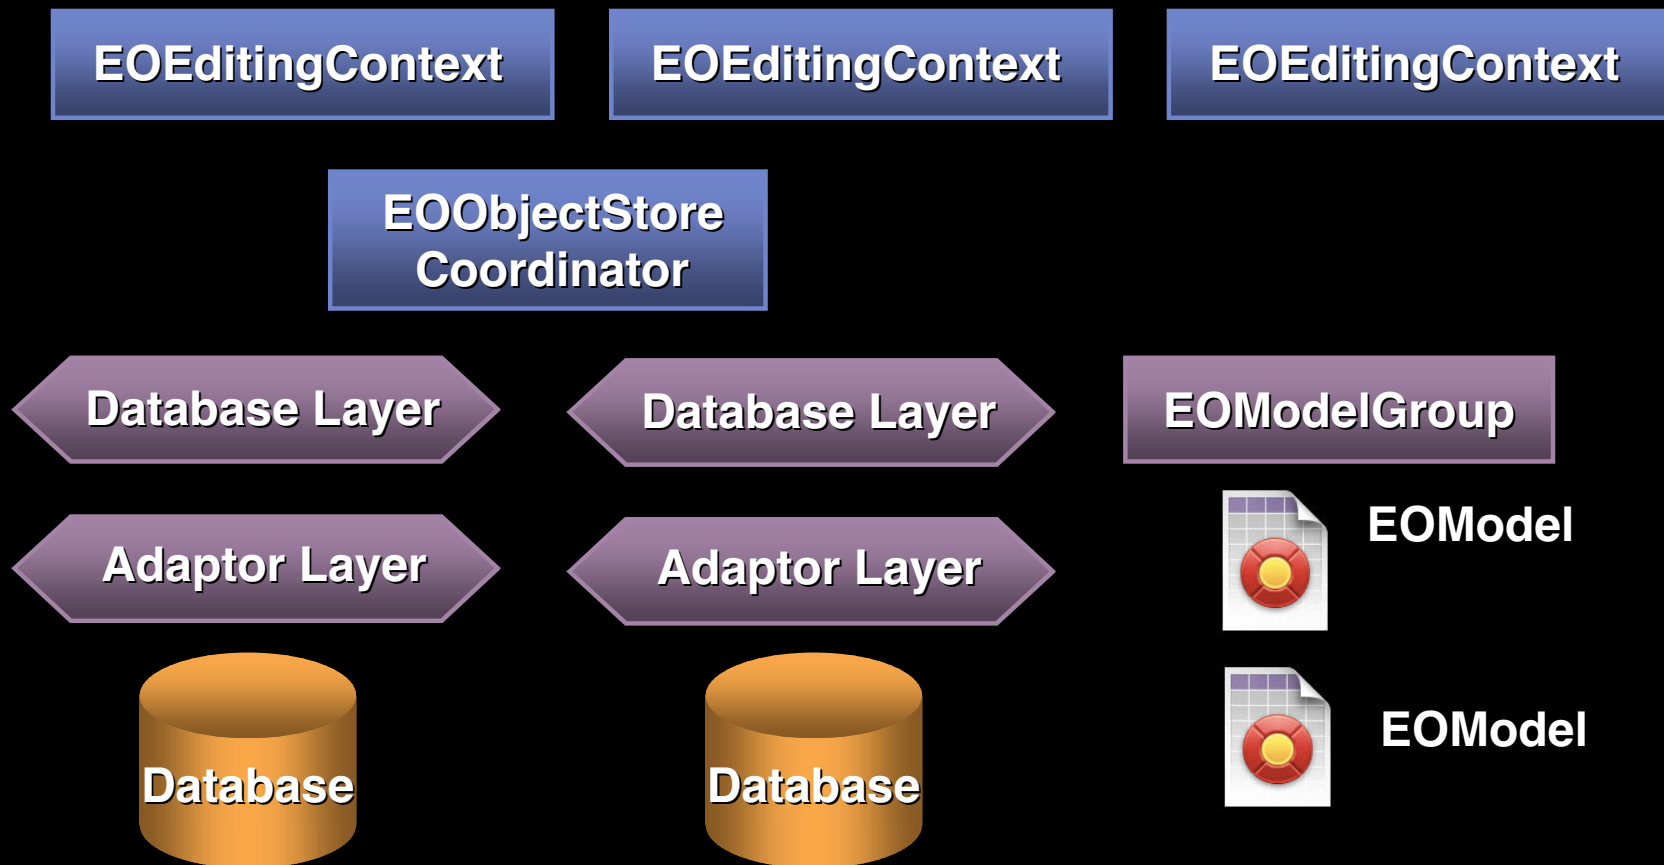 EOEditingContext
EOEditingContext
EOEditingContext
EOObjectStore
Coordinator
Database Layer
Database Layer
EOModelGroup
Adaptor Layer
Adaptor Layer
EOModel
EOModel
Database
Database